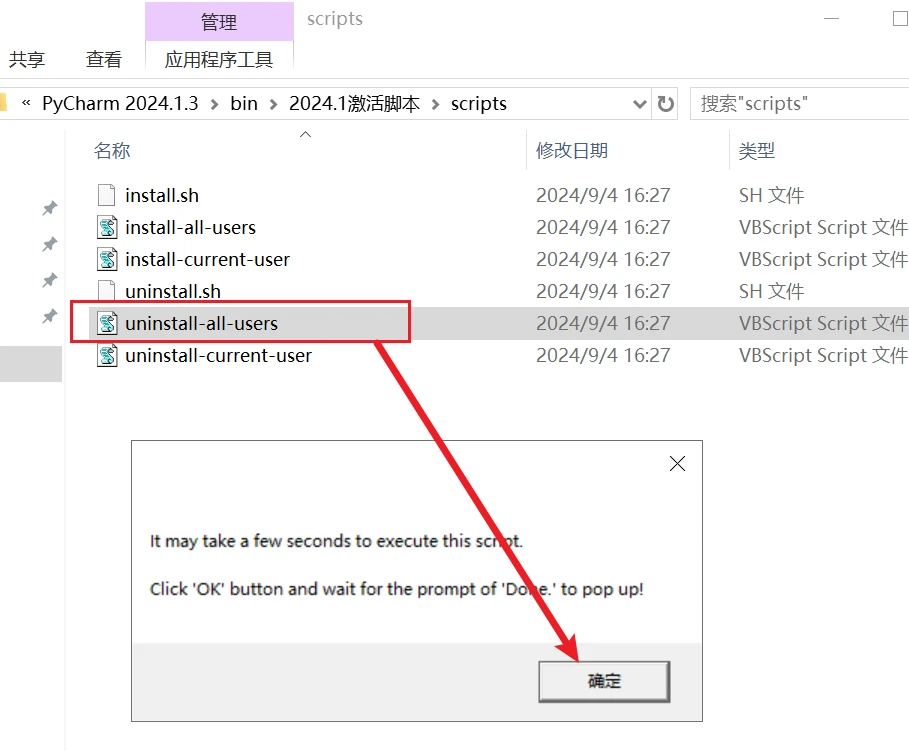 管理 scripts
共享 查看 应用程序工具
« PyCharm 2024.1.3 › bin › 2024.1激活脚本 › scripts 搜索"scripts"
名称 修改日期 类型
install.sh 2024/9/4 16:27 SH 文件
install-all-users 2024/9/4 16:27 VBScript Script 文件
install-current-user 2024/9/4 16:27 VBScript Script 文件
uninstall.sh 2024/9/4 16:27 SH 文件
uninstall-all-users 2024/9/4 16:27 VBScript Script 文件
uninstall-current-user 2024/9/4 16:27 VBScript Script 文件
It may take a few seconds to execute this script.
Click 'OK' button and wait for the prompt of 'Done.' to pop up!
确定